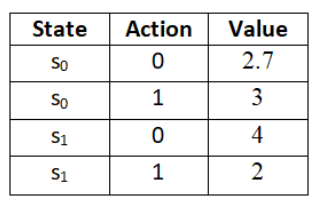 State Action Value
s0 0 2.7
s0 1 3
s1 0 4
s1 1 2